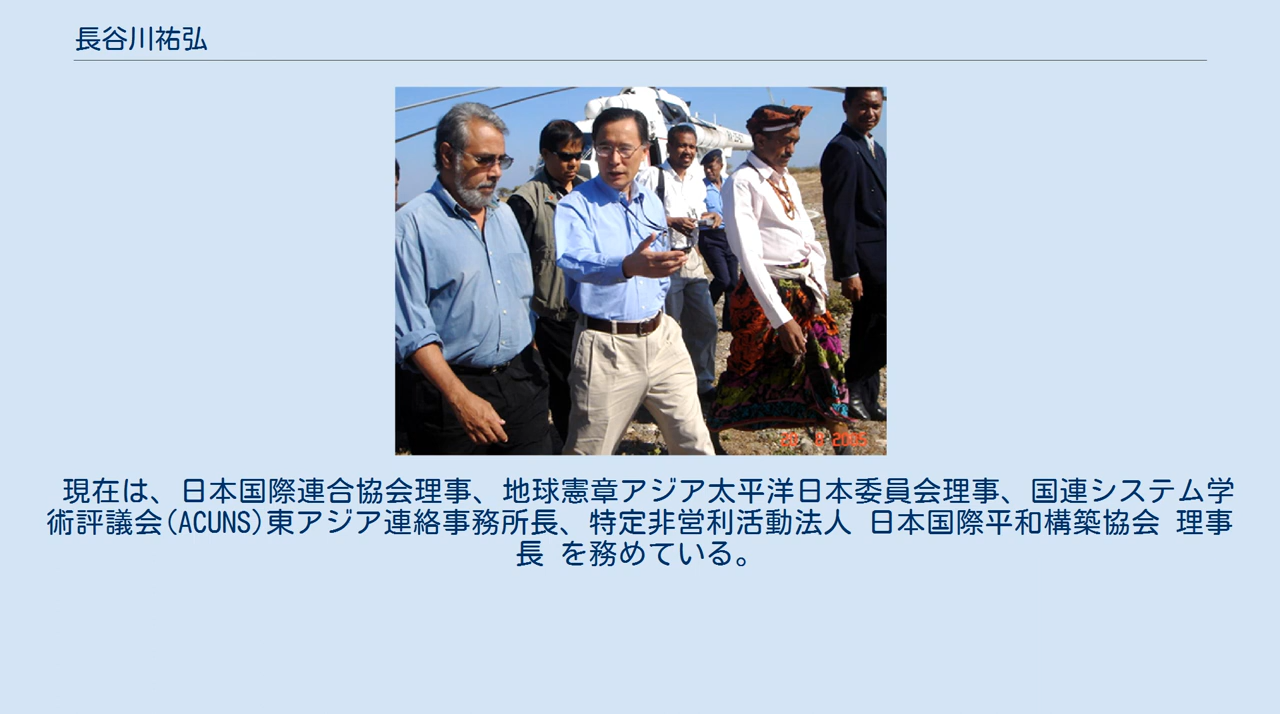 長谷川祐弘
現在は、日本国際連合協会理事、地球憲章アジア太平洋日本委員会理事、国連システム学
術評議会(ACUNS)東アジア連絡事務所長、特定非営利活動法人 日本国際平和構築協会 理事
長 を務めている。